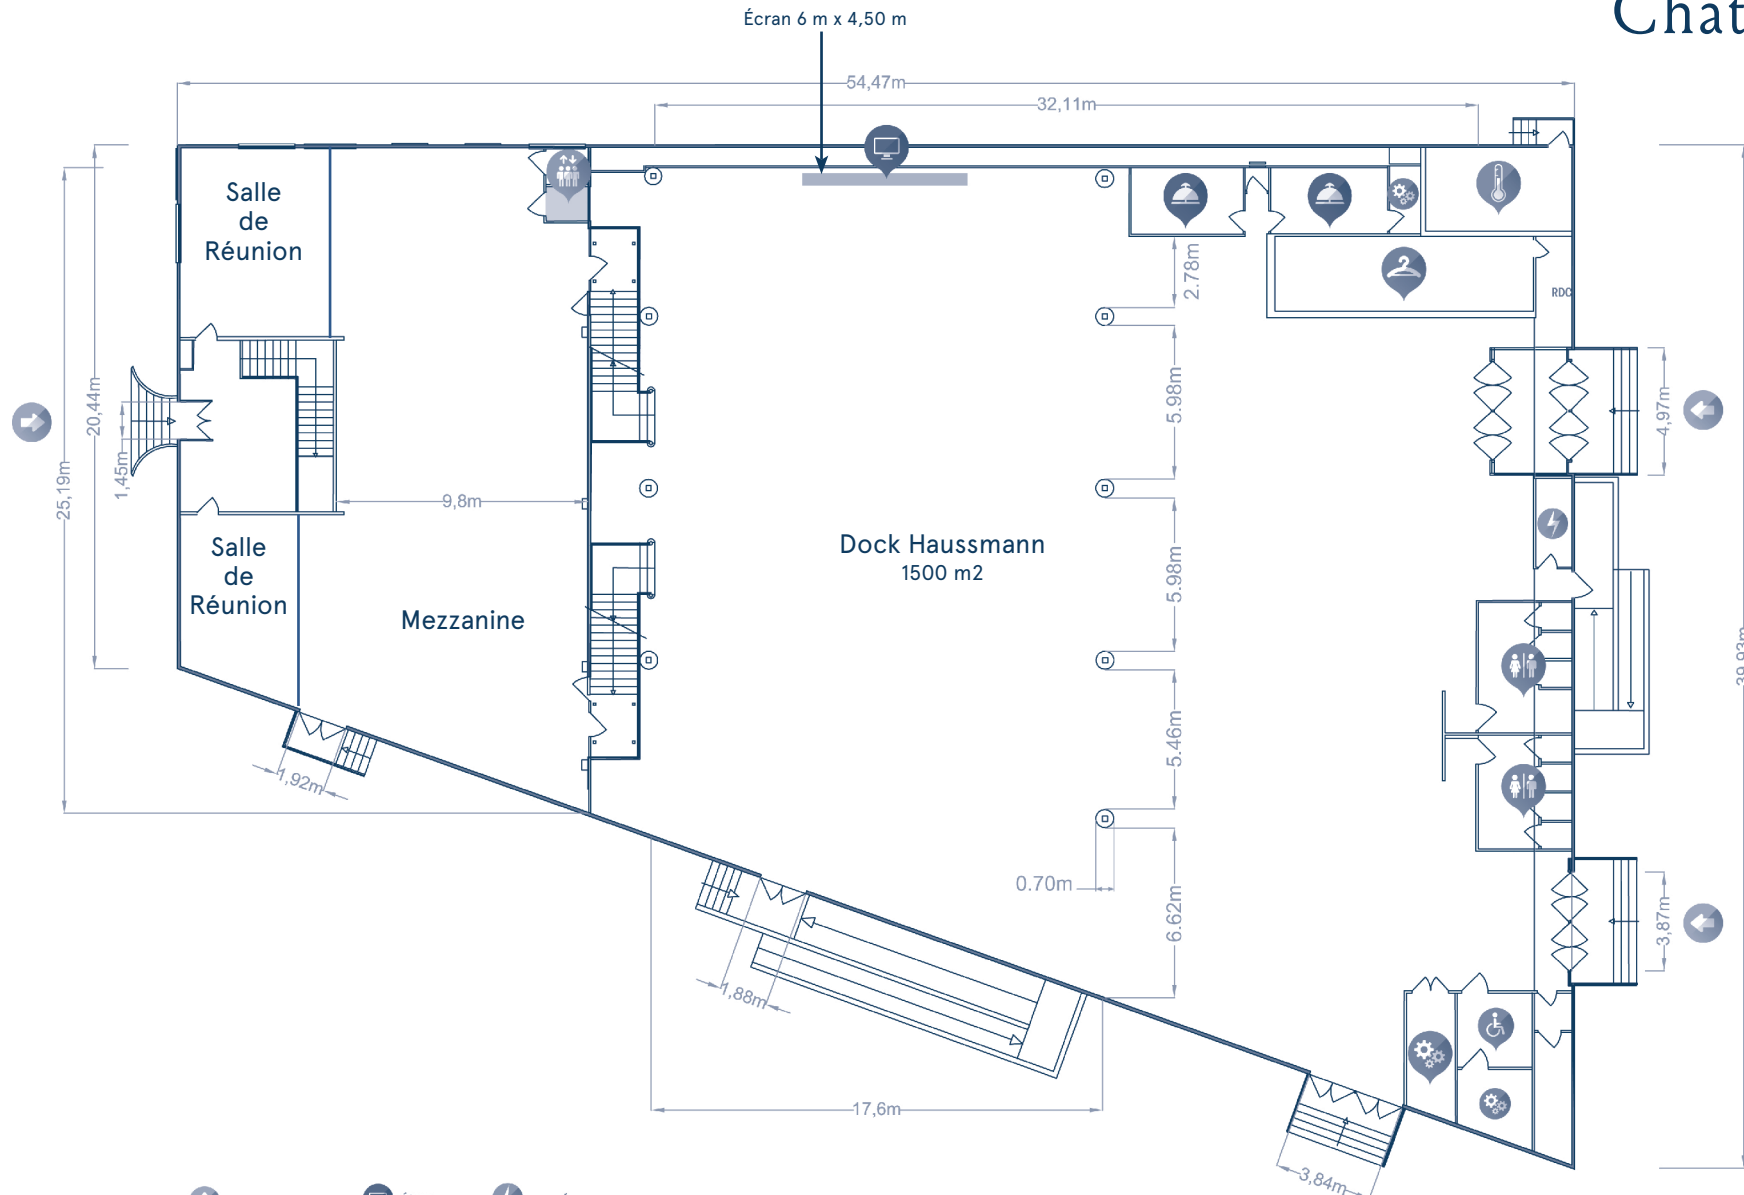 Écran 6 m x 4,50 m
Chat
54,47m
32,11m
Salle
de
Réunion
2.78m
RDC
20,44m
5.98m
4,97m
1,45m
25,19m
9,8m
Dock Haussmann
1500 m2
5.98m
Salle
de
Réunion
Mezzanine
39,93m
5.46m
1,92m
0.70m
6.62m
3,87m
1,88m
17,6m
3,84m